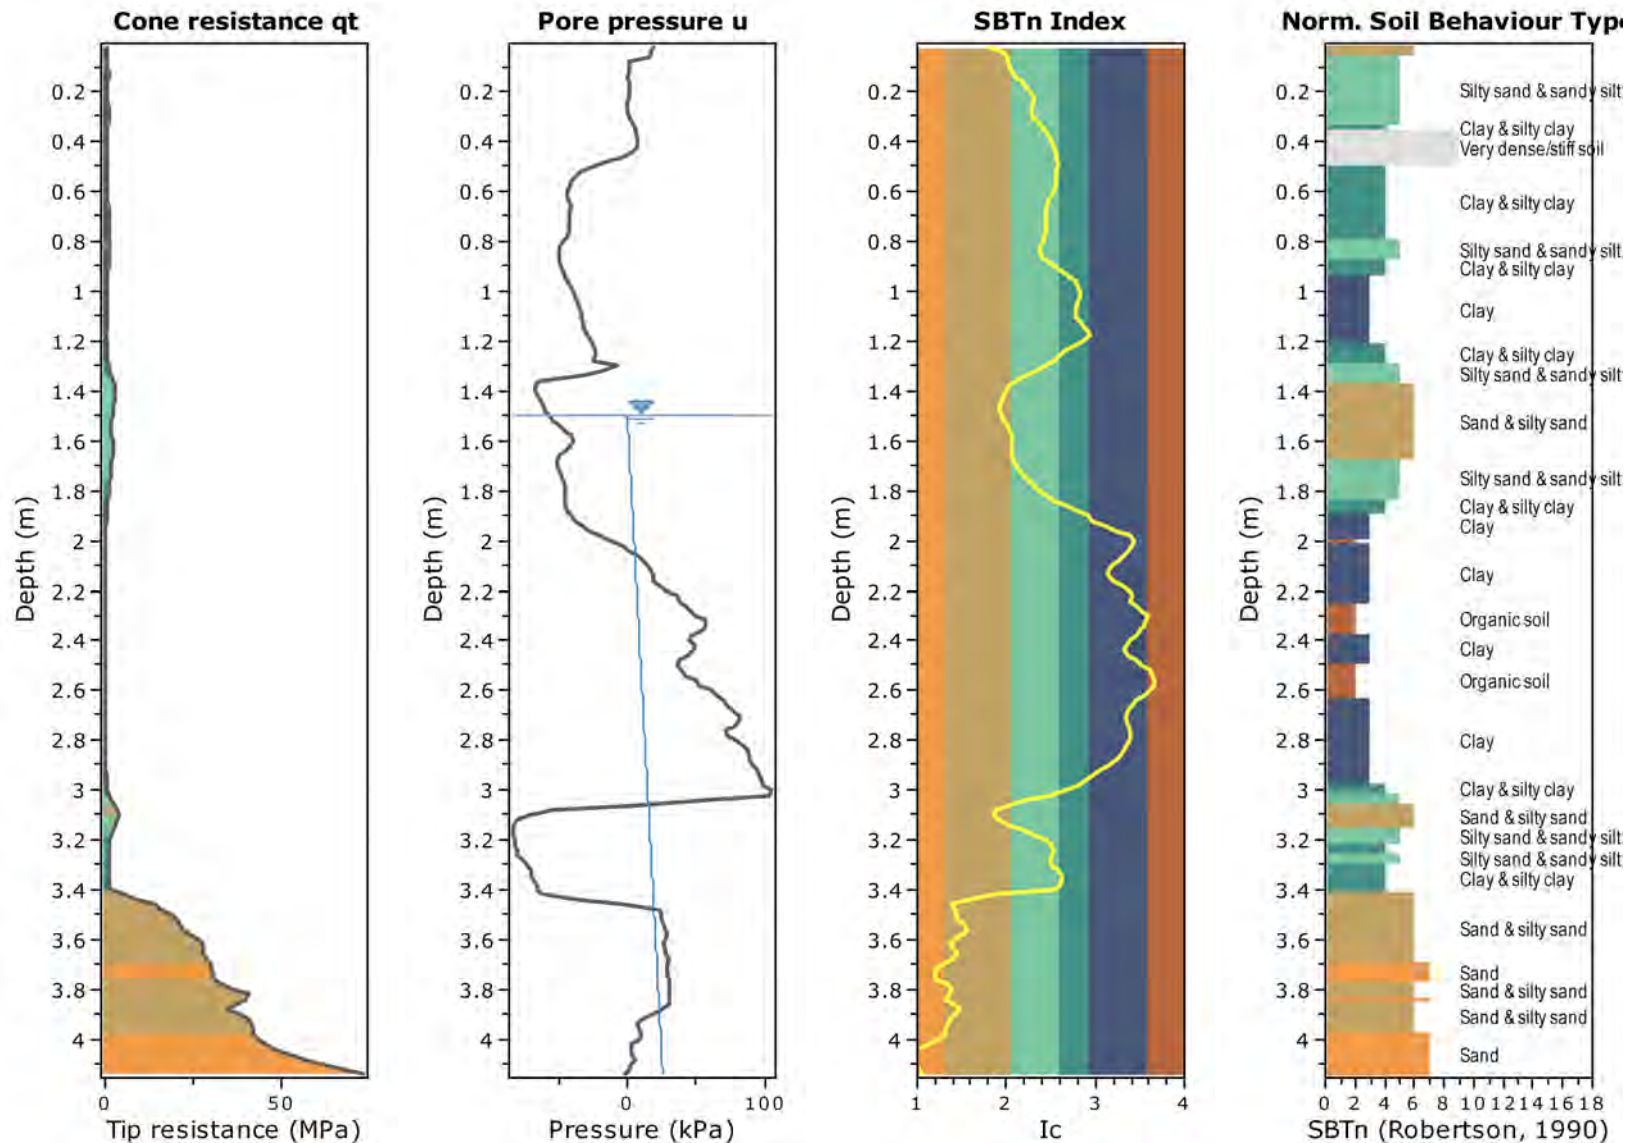 Cone resistance qt
0.2
0.4
0.6
0.8
1
1.2
1.4
1.6
1.8
2
2.2
2.4
2.6
2.8
3
3.2
3.4
3.6
3.8
4
Depth (m)
0 50
Tip resistance (MPa)
Pore pressure u
0.2
0.4
0.6
0.8
1
1.2
1.4
1.6
1.8
2
2.2
2.4
2.6
2.8
3
3.2
3.4
3.6
3.8
4
Depth (m)
0 100
Pressure (kPa)
SBTn Index
0.2
0.4
0.6
0.8
1
1.2
1.4
1.6
1.8
2
2.2
2.4
2.6
2.8
3
3.2
3.4
3.6
3.8
4
Depth (m)
1 2 3 4
Ic
Norm. Soil Behaviour Type
0.2
0.4
0.6
0.8
1
1.2
1.4
1.6
1.8
2
2.2
2.4
2.6
2.8
3
3.2
3.4
3.6
3.8
4
Depth (m)
Silty sand & sandy silt
Clay & silty clay
Very dense/stiff soil
Clay & silty clay
Silty sand & sandy silt
Clay & silty clay
Clay
Clay & silty clay
Silty sand & sandy silt
Sand & silty sand
Silty sand & sandy silt
Clay & silty clay
Clay
Clay
Organic soil
Clay
Organic soil
Clay
Clay & silty clay
Sand & silty sand
Silty sand & sandy silt
Silty sand & sandy silt
Clay & silty clay
Sand & silty sand
Sand
Sand & silty sand
Sand & silty sand
Sand
0 2 4 6 8 10 12 14 16 18
SBTn (Robertson, 1990)